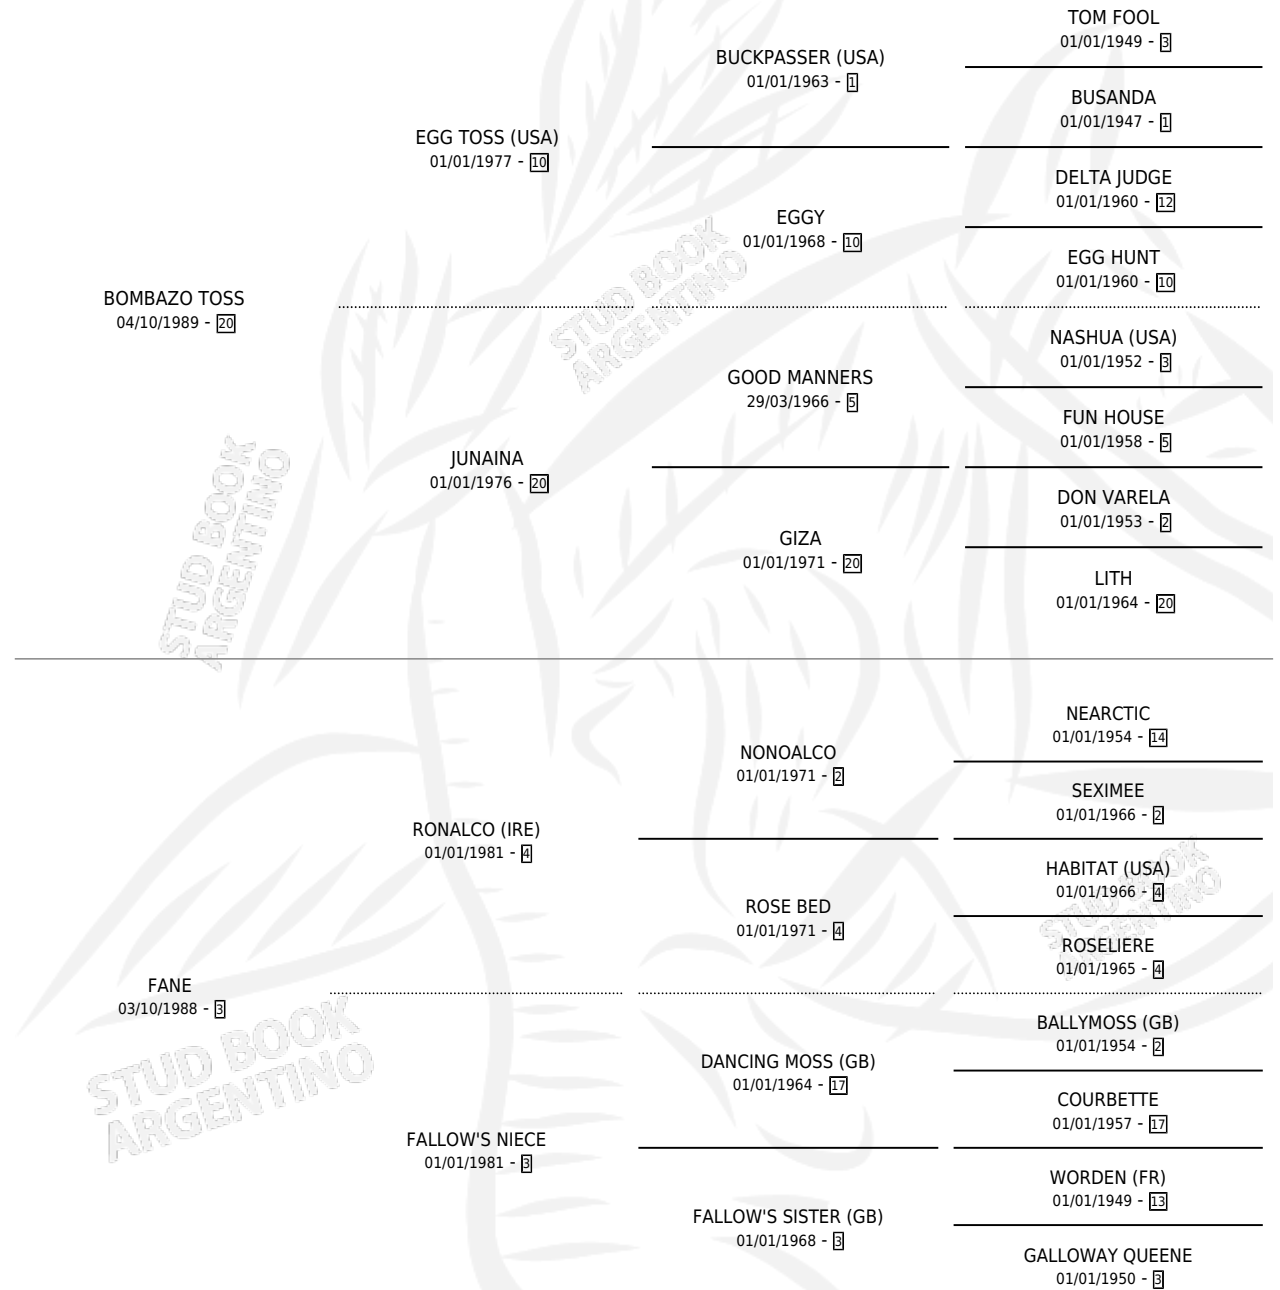 TOM FOOL
01/01/1949 - 3
BUCKPASSER (USA)
01/01/1963 - 1
BUSANDA
01/01/1947 - 1
EGG TOSS (USA)
01/01/1977 - 10
DELTA JUDGE
01/01/1960 - 12
EGGY
01/01/1968 - 10
EGG HUNT
01/01/1960 - 10
BOMBAZO TOSS
04/10/1989 - 20
NASHUA (USA)
01/01/1952 - 3
GOOD MANNERS
29/03/1966 - 5
FUN HOUSE
01/01/1958 - 5
JUNAINA
01/01/1976 - 20
DON VARELA
01/01/1953 - 2
GIZA
01/01/1971 - 20
LITH
01/01/1964 - 20
NEARCTIC
01/01/1954 - 14
NONOALCO
01/01/1971 - 2
SEXIMEE
01/01/1966 - 2
RONALCO (IRE)
01/01/1981 - 4
HABITAT (USA)
01/01/1966 - 4
ROSE BED
01/01/1971 - 4
ROSELIERE
01/01/1965 - 4
FANE
03/10/1988 - 3
BALLYMOSS (GB)
01/01/1954 - 2
DANCING MOSS (GB)
01/01/1964 - 17
COURBETTE
01/01/1957 - 17
FALLOW'S NIECE
01/01/1981 - 3
WORDEN (FR)
01/01/1949 - 13
FALLOW'S SISTER (GB)
01/01/1968 - 3
GALLOWAY QUEENE
01/01/1950 - 3
STUD BOOK
ARGENTINO
STUD BOOK
ARGENTINO
STUD BOOK
ARGENTINO
STUD BOOK
ARGENTINO